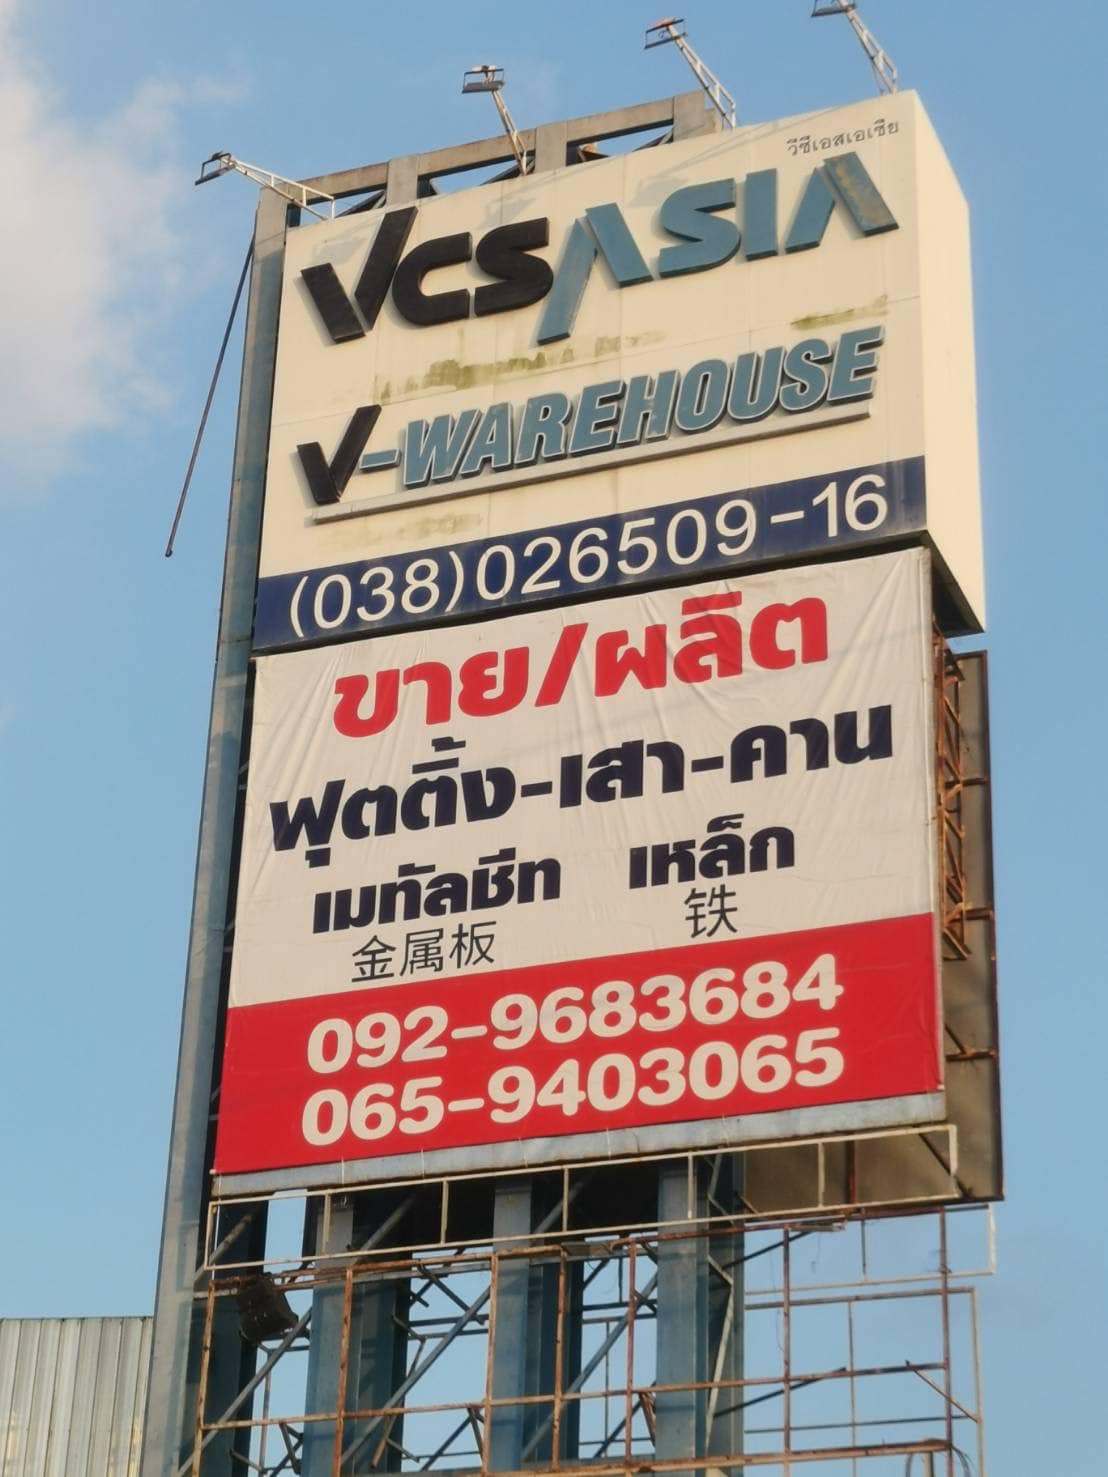 วีซีเอสเอเซีย
VCSASIA
V-WAREHOUSE
(038)026509-16
ขาย/ผลิต
ฟุตติ้ง-เสา-คาน
เมทัลชีท เหล็ก
金属板 铁
092-9683684
065-9403065